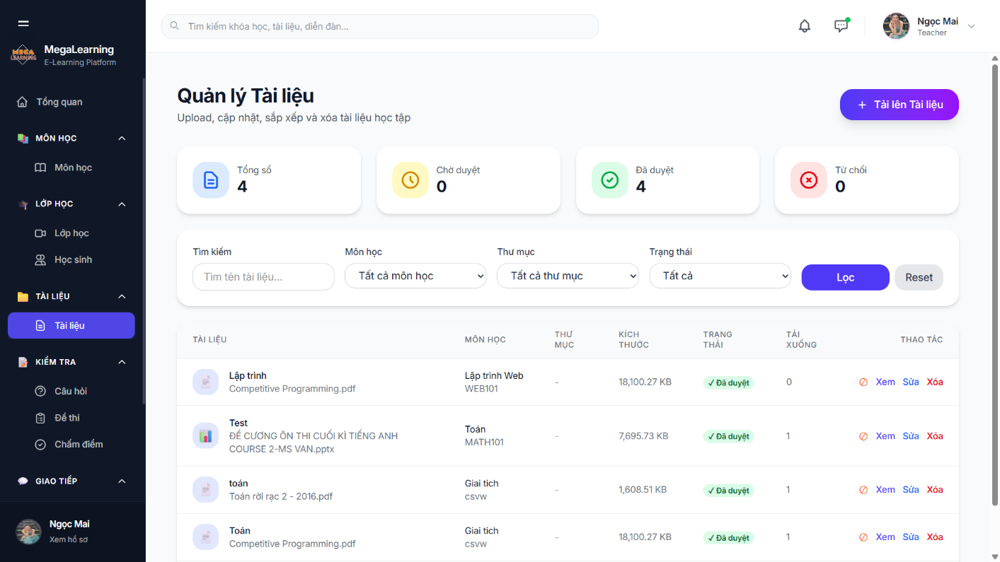 Tìm kiếm khóa học, tài liệu, diễn đàn...
Ngọc Mai
Teacher
MEGA
LEARNING
MegaLearning
E-Learning Platform
Tổng quan
MÔN HỌC
Môn học
LỚP HỌC
Lớp học
Học sinh
TÀI LIỆU
Tài liệu
KIỂM TRA
Câu hỏi
Đề thi
Chấm điểm
GIAO TIẾP
Ngọc Mai
Xem hồ sơ
Quản lý Tài liệu
Upload, cập nhật, sắp xếp và xóa tài liệu học tập
+ Tải lên Tài liệu
Tổng số
4
Chờ duyệt
0
Đã duyệt
4
Từ chối
0
Tìm kiếm
Tìm tên tài liệu...
Môn học
Tất cả môn học
Thư mục
Tất cả thư mục
Trạng thái
Tất cả
Lọc
Reset
TÀI LIỆU MÔN HỌC THƯ MỤC KÍCH THƯỚC TRẠNG THÁI TẢI XUỐNG THAO TÁC
Lập trình Lập trình Web
Competitive Programming.pdf WEB101 - 18,100.27 KB ✓ Đã duyệt 0 Xem Sửa Xóa
Test Toán
ĐỀ CƯƠNG ÔN THI CUỐI KÌ TIẾNG ANH MATH101 - 7,695.73 KB ✓ Đã duyệt 1 Xem Sửa Xóa
COURSE 2-MS VAN.pptx
toán Giai tich
Toán rời rạc 2 - 2016.pdf csvw - 1,608.51 KB ✓ Đã duyệt 1 Xem Sửa Xóa
Toán Giai tich
Competitive Programming.pdf csvw - 18,100.27 KB ✓ Đã duyệt 1 Xem Sửa Xóa